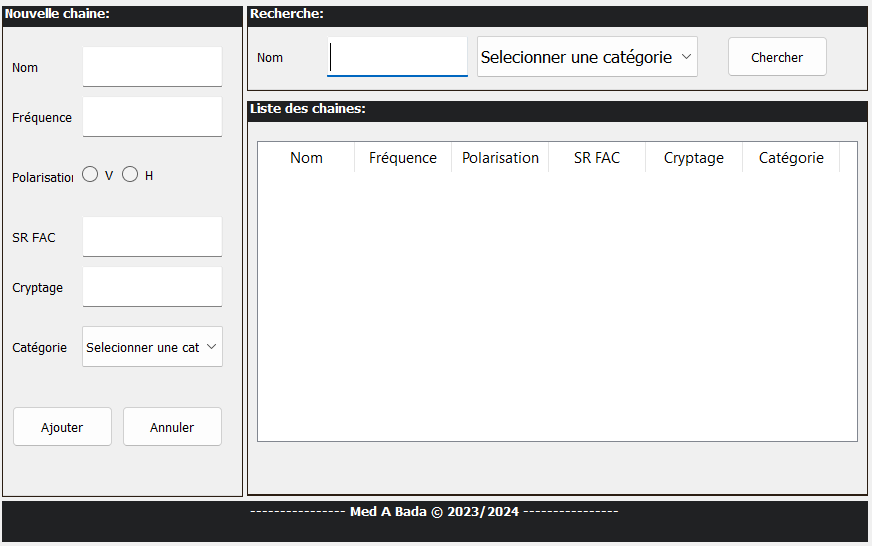 Nouvelle chaine:
Nom
Fréquence
Polarisation
V
H
SR FAC
Cryptage
Catégorie
Selecionner une cat
Ajouter
Annuler
Recherche:
Nom
Selecionner une catégorie
Chercher
Liste des chaines:
Nom Fréquence Polarisation SR FAC Cryptage Catégorie
---------------- Med A Bada © 2023/2024 ----------------